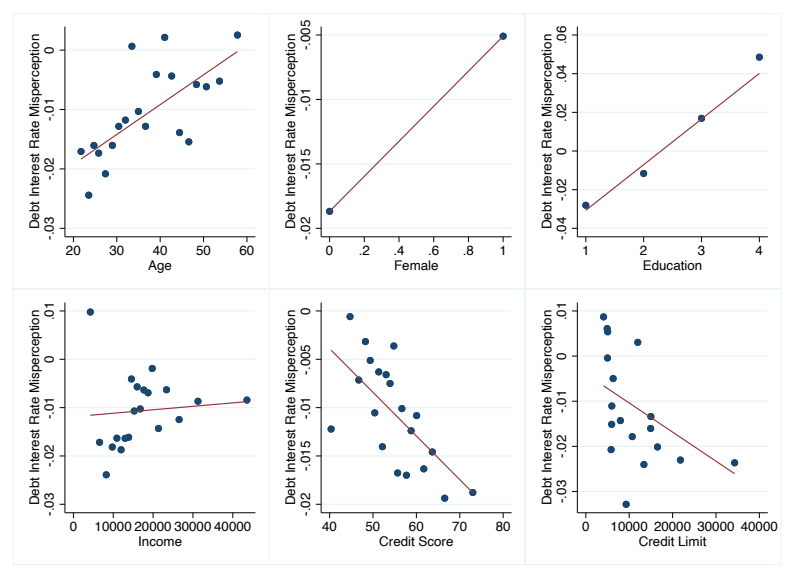 Debt Interest Rate Misperception
0
-.01
-.02
-.03
20 30 40 50 60
Age
Debt Interest Rate Misperception
-.005
-.01
-.015
-.02
0 .2 .4 .6 .8 1
Female
Debt Interest Rate Misperception
.06
.04
.02
0
-.02
-.04
1 2 3 4
Education
Debt Interest Rate Misperception
.01
0
-.01
-.02
-.03
0 10000 20000 30000 40000
Income
Debt Interest Rate Misperception
0
-.005
-.01
-.015
-.02
40 50 60 70 80
Credit Score
Debt Interest Rate Misperception
.01
0
-.01
-.02
-.03
0 10000 20000 30000 40000
Credit Limit